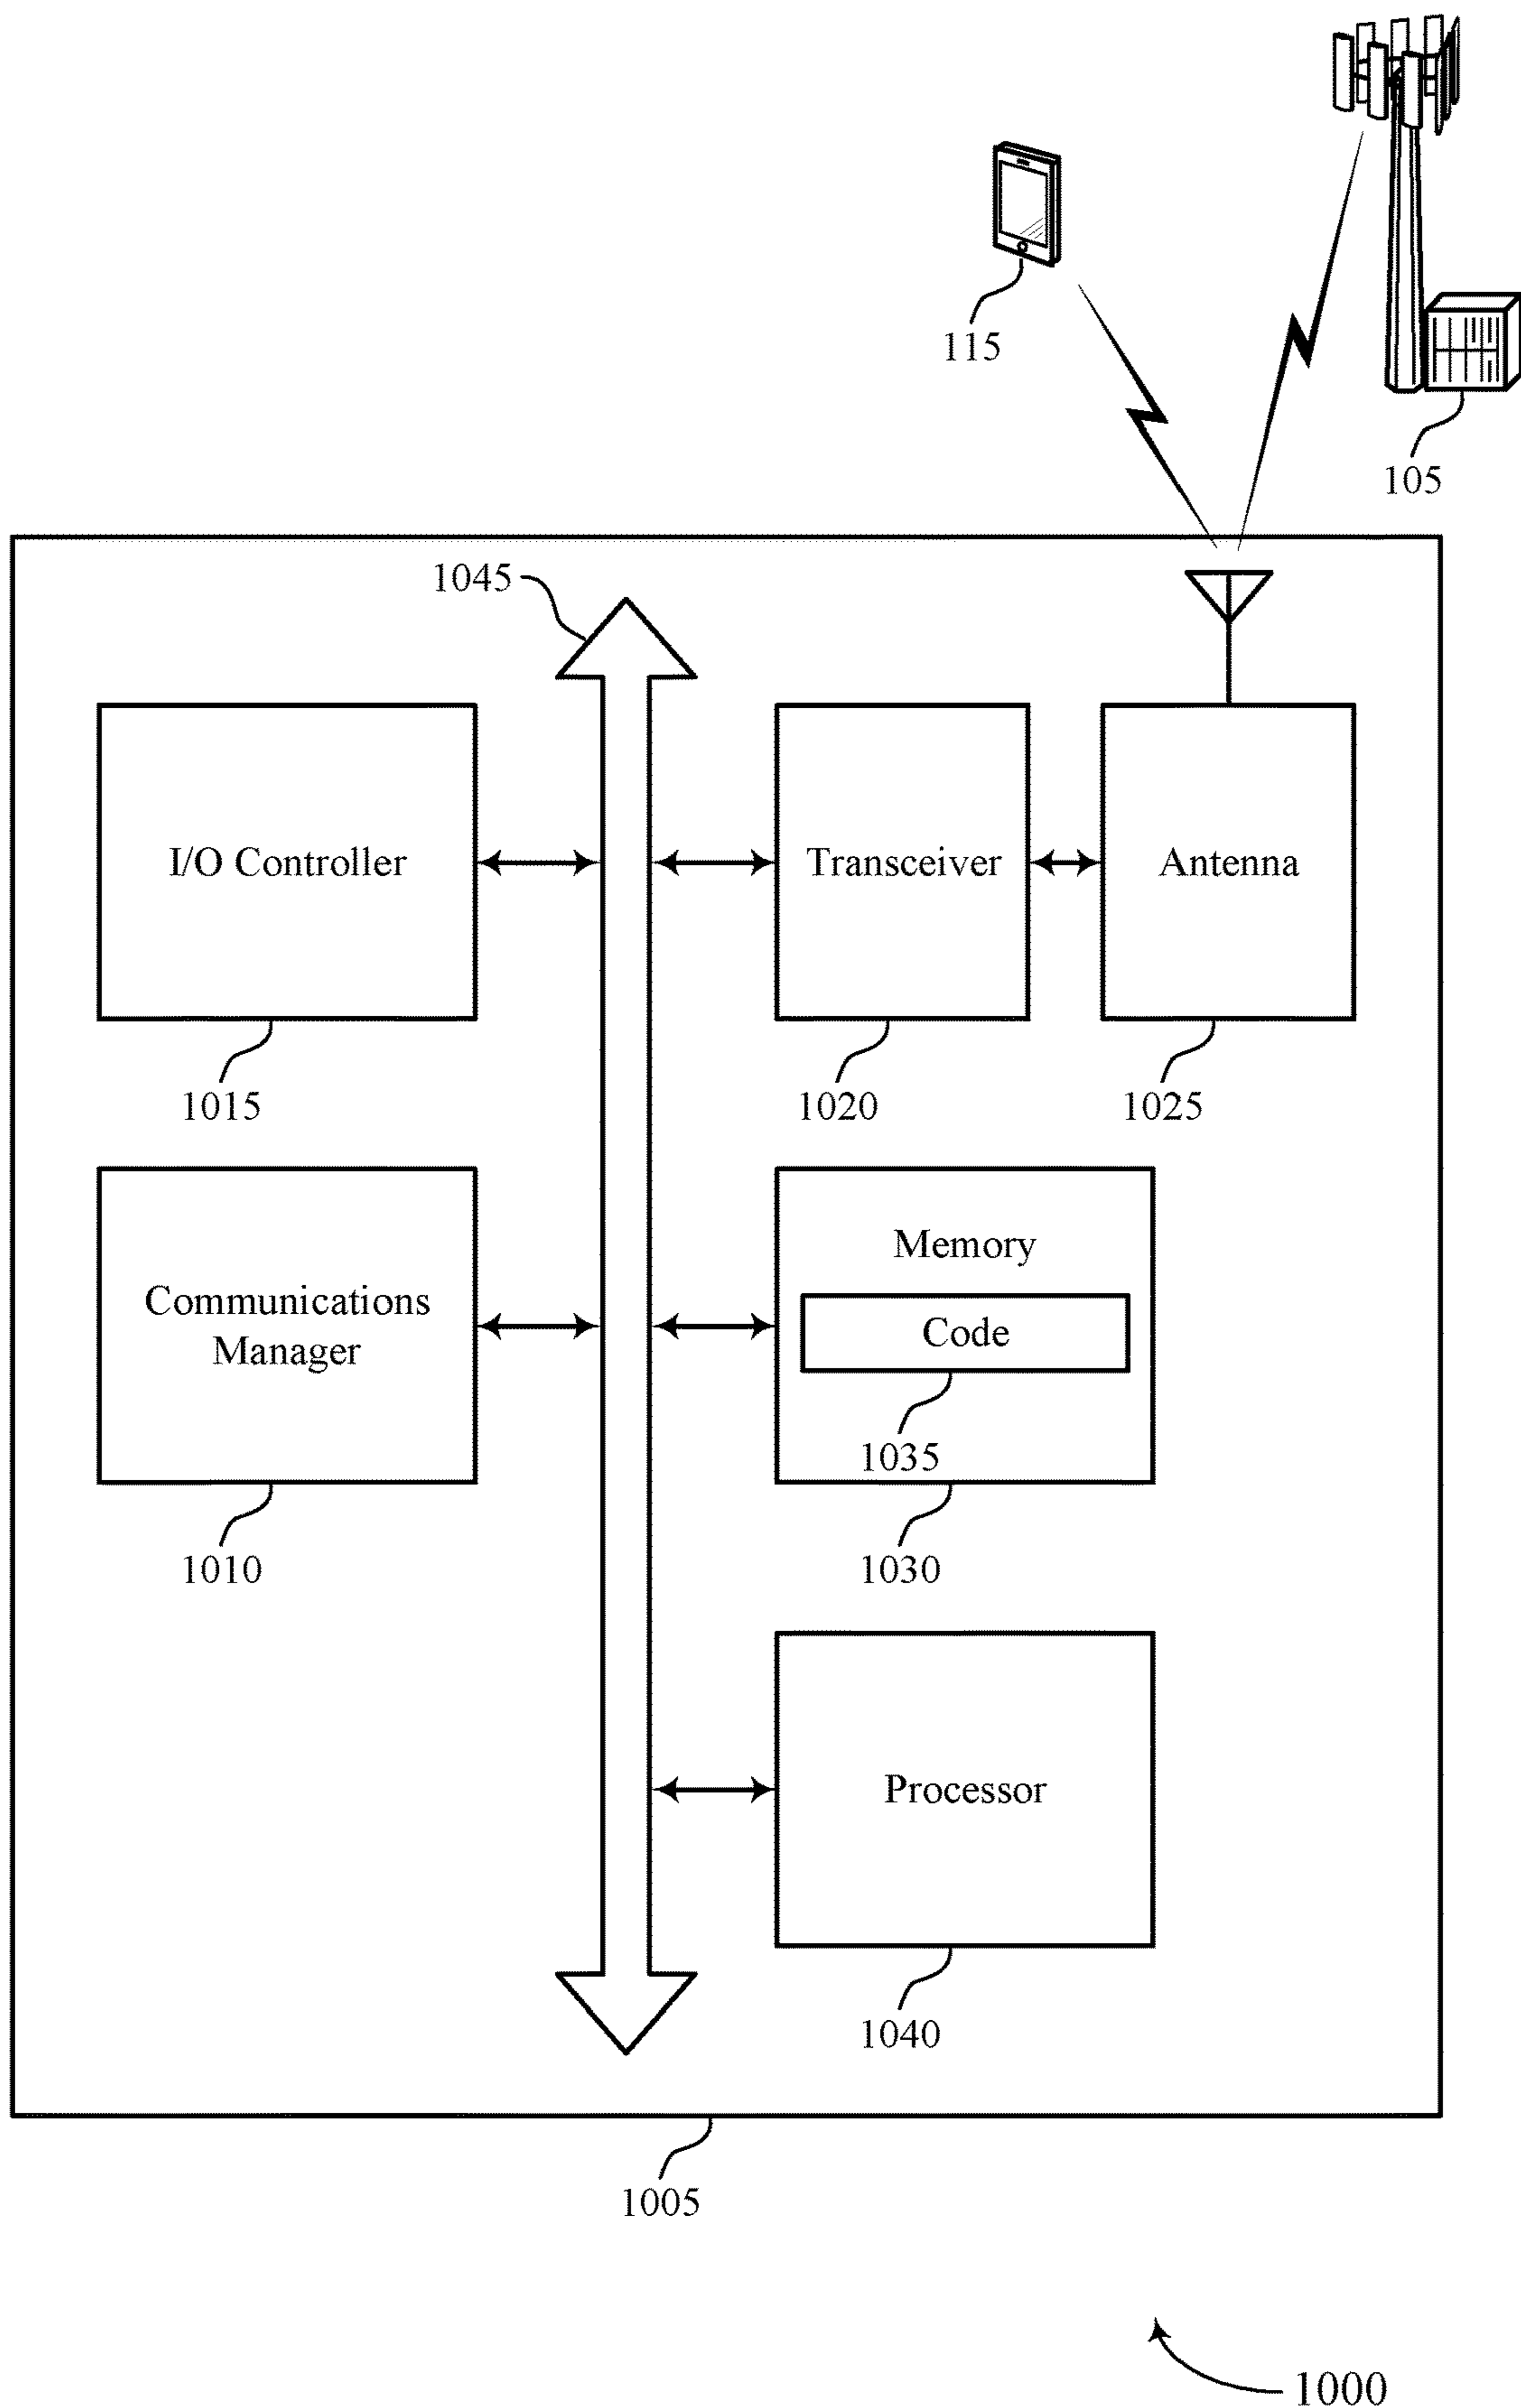 115
105
1045
I/O Controller
Transceiver
Antenna
1015
1020
1025
Communications
Manager
Memory
Code
1035
1010
1030
Processor
1040
1005
1000